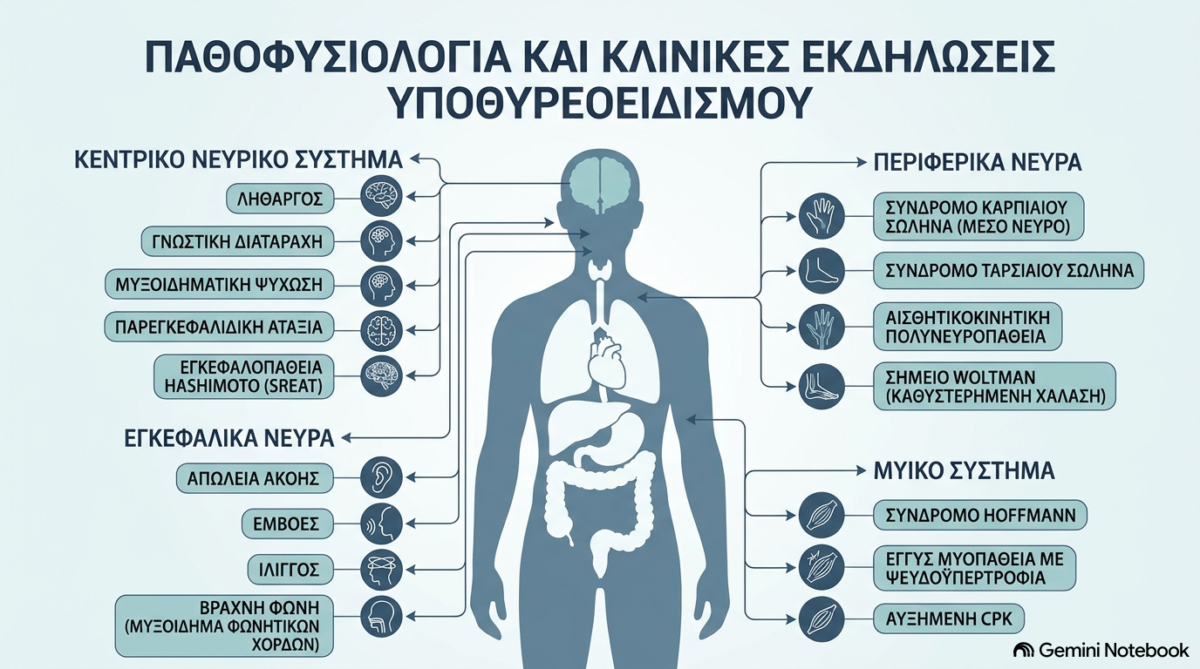 ΠΑΘΟΦΥΣΙΟΛΟΓΙΑ ΚΑΙ ΚΛΙΝΙΚΕΣ ΕΚΔΗΛΩΣΕΙΣ
ΥΠΟΘΥΡΕΟΕΙΔΙΣΜΟΥ
ΚΕΝΤΡΙΚΟ ΝΕΥΡΙΚΟ ΣΥΣΤΗΜΑ
ΛΗΘΑΡΓΟΣ
ΓΝΩΣΤΙΚΗ ΔΙΑΤΑΡΑΧΗ
ΜΥΞΟΙΔΗΜΑΤΙΚΗ ΨΥΧΩΣΗ
ΠΑΡΕΓΚΕΦΑΛΙΔΙΚΗ ΑΤΑΞΙΑ
ΕΓΚΕΦΑΛΟΠΑΘΕΙΑ
HASHIMOTO (SREAT)
ΕΓΚΕΦΑΛΙΚΑ ΝΕΥΡΑ
ΑΠΩΛΕΙΑ ΑΚΟΗΣ
ΕΜΒΟΕΣ
ΙΛΙΓΓΟΣ
ΒΡΑΧΝΗ ΦΩΝΗ
(ΜΥΞΟΙΔΗΜΑ ΦΩΝΗΤΙΚΩΝ
ΧΟΡΔΩΝ)
ΠΕΡΙΦΕΡΙΚΑ ΝΕΥΡΑ
ΣΥΝΔΡΟΜΟ ΚΑΡΠΙΑΙΟΥ
ΣΩΛΗΝΑ (ΜΕΣΟ ΝΕΥΡΟ)
ΣΥΝΔΡΟΜΟ ΤΑΡΣΙΑΙΟΥ ΣΩΛΗΝΑ
ΑΙΣΘΗΤΙΚΟΚΙΝΗΤΙΚΗ
ΠΟΛΥΝΕΥΡΟΠΑΘΕΙΑ
ΣΗΜΕΙΟ WOLTMAN
(ΚΑΘΥΣΤΕΡΗΜΕΝΗ ΧΑΛΑΣΗ)
ΜΥΙΚΟ ΣΥΣΤΗΜΑ
ΣΥΝΔΡΟΜΟ HOFFMANN
ΕΓΓΥΣ ΜΥΟΠΑΘΕΙΑ ΜΕ
ΨΕΥΔΟΫΠΕΡΤΡΟΦΙΑ
ΑΥΞΗΜΕΝΗ CPK
Gemini Notebook